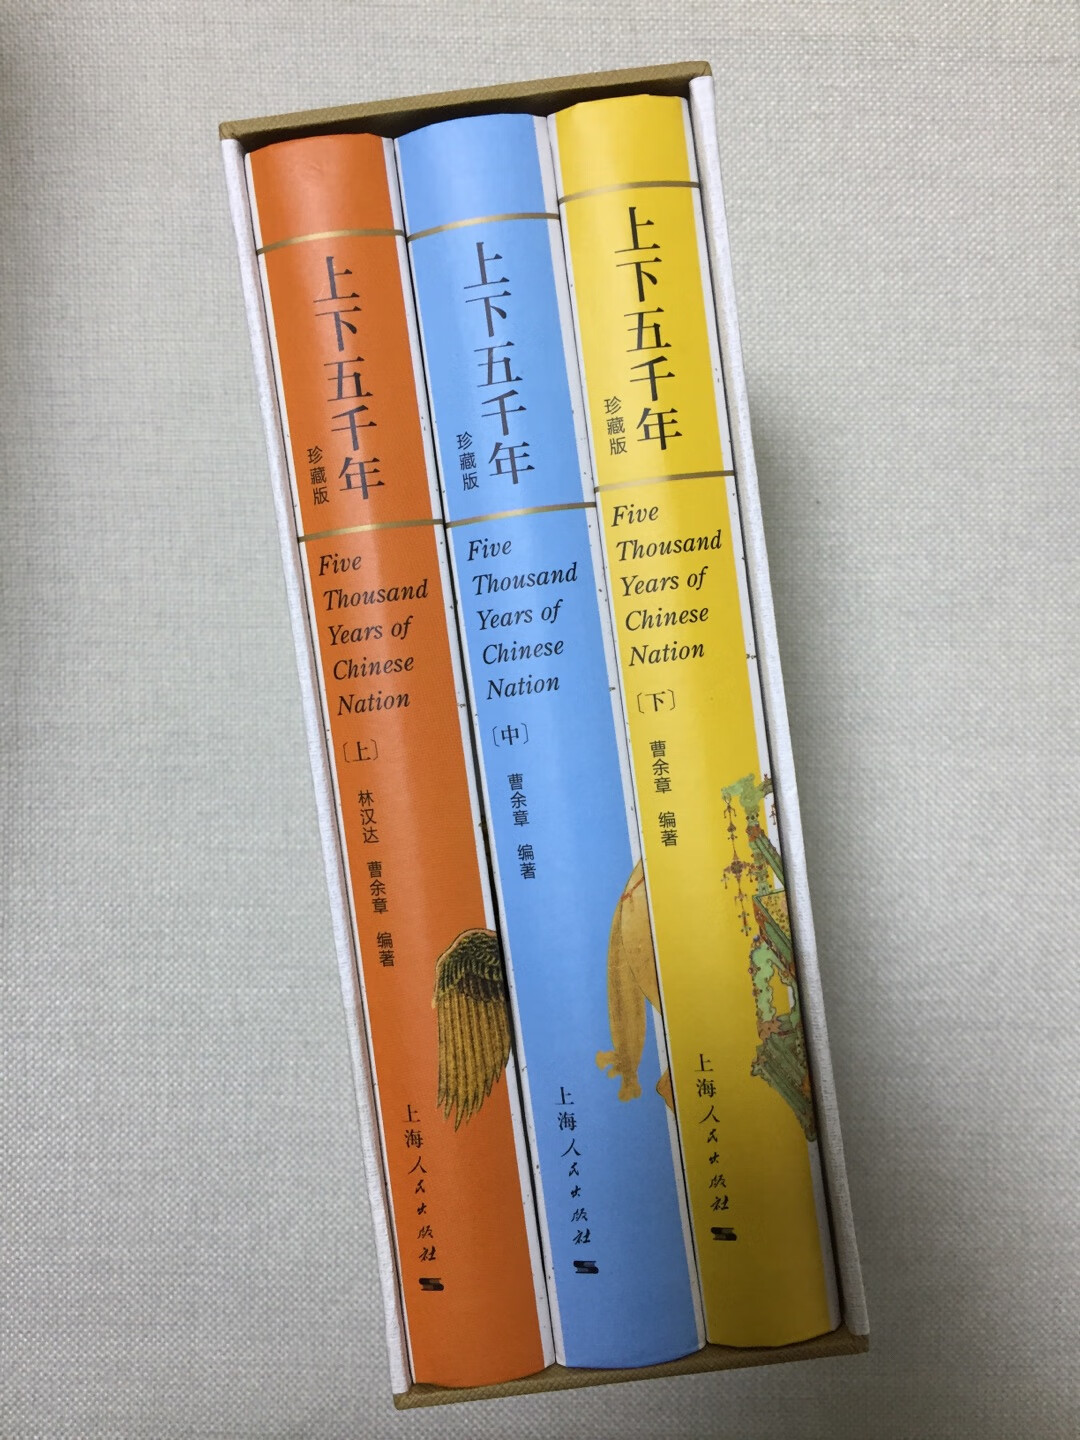 上下五千年
珍藏版
Five
Thousand
Years of
Chinese
Nation
〔上〕
林汉达 曹余章 编著
上海人民出版社
上下五千年
珍藏版
Five
Thousand
Years of
Chinese
Nation
〔中〕
曹余章 编著
上海人民出版社
上下五千年
珍藏版
Five
Thousand
Years of
Chinese
Nation
〔下〕
曹余章 编著
上海人民出版社